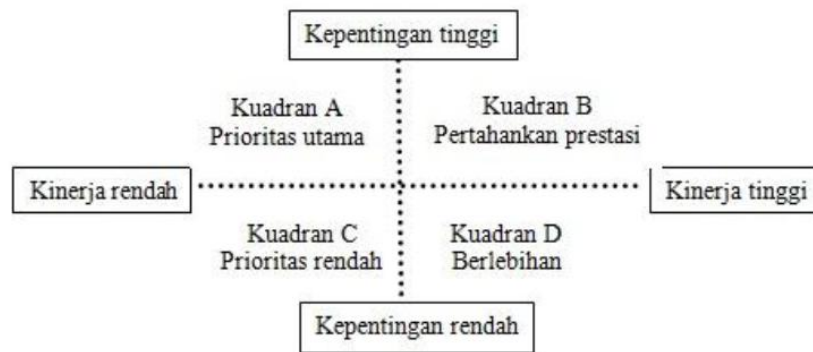 Kepentingan tinggi
Kuadran A
Prioritas utama
Kuadran B
Pertahankan prestasi
Kinerja rendah
Kinerja tinggi
Kuadran C
Prioritas rendah
Kuadran D
Berlebihan
Kepentingan rendah